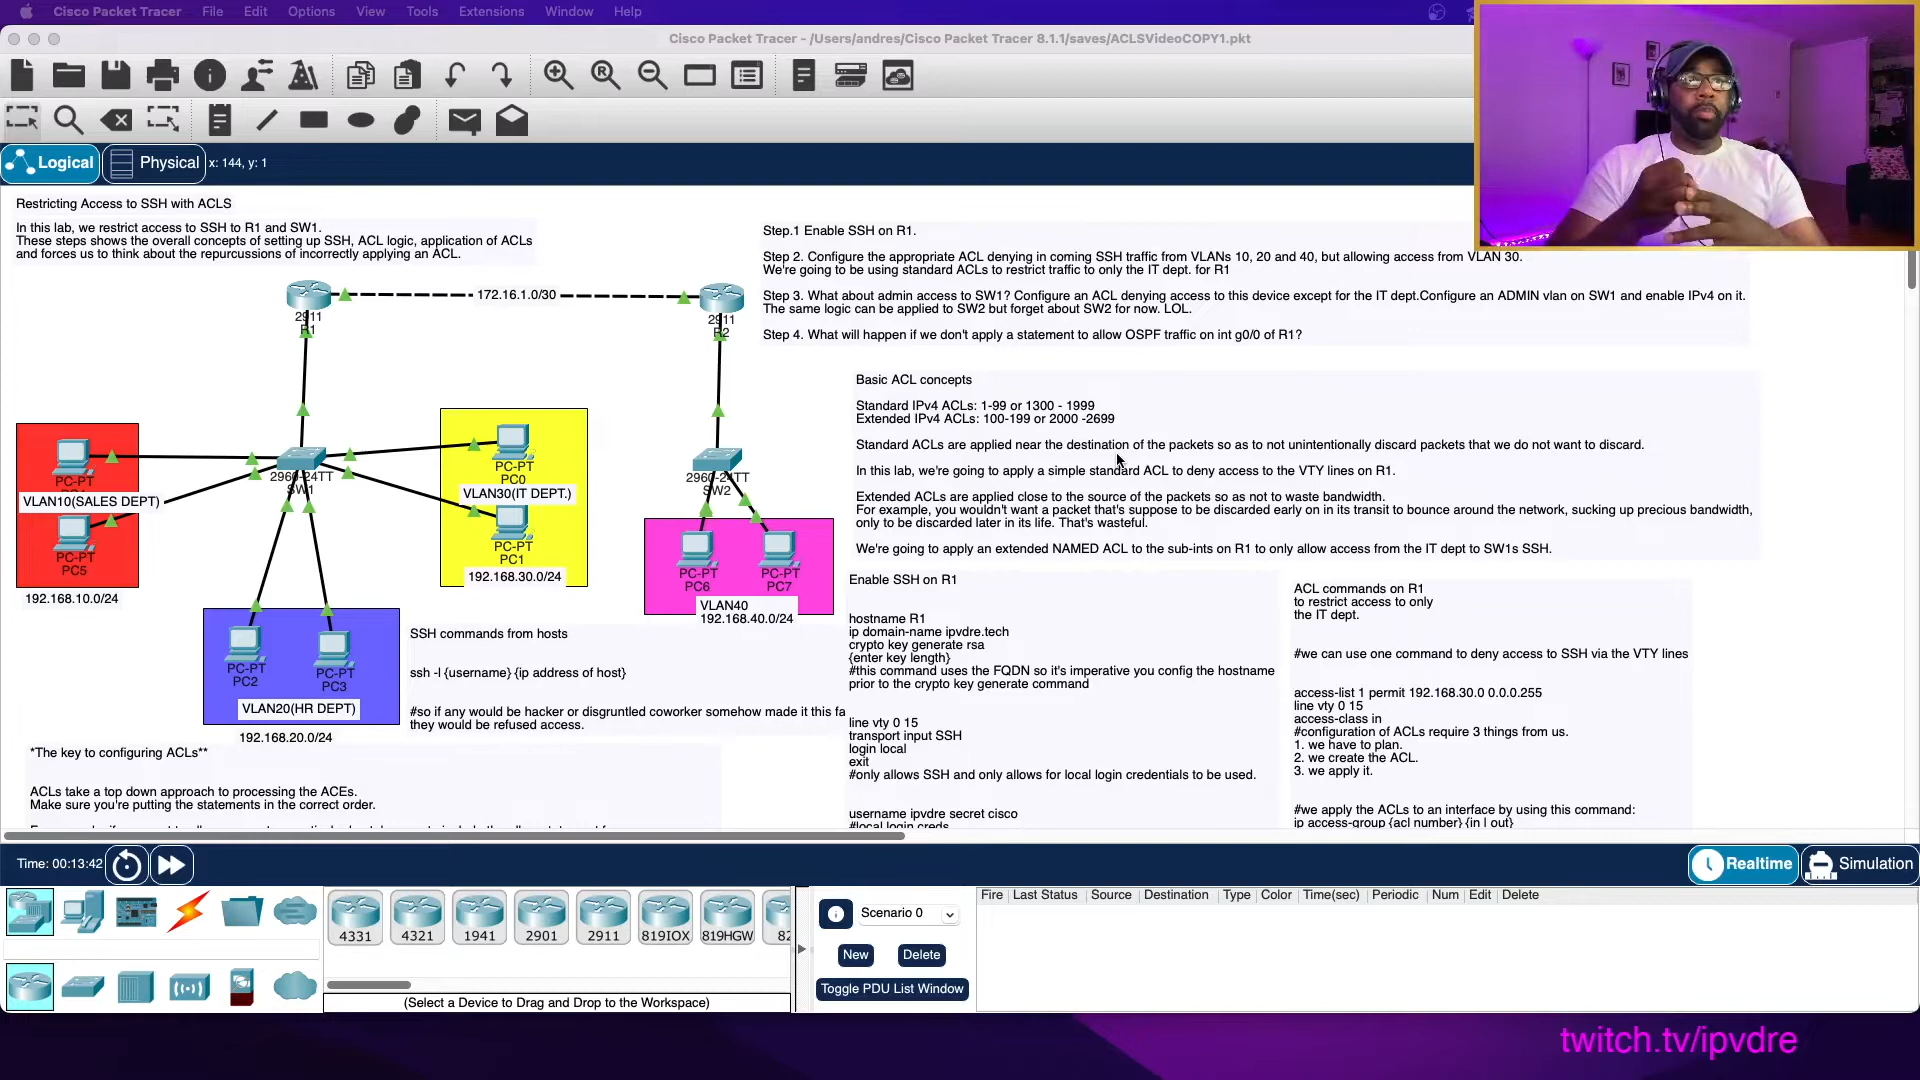 Cisco Packet Tracer File Edit Options View Tools Extensions Window Help
Cisco Packet Tracer - /Users/andres/Cisco Packet Tracer 8.1.1/saves/ACLSVideoCOPY1.pkt
Logical Physical x: 144, y: 1
Restricting Access to SSH with ACLS
In this lab, we restrict access to SSH to R1 and SW1.
These steps shows the overall concepts of setting up SSH, ACL logic, application of ACLs
and forces us to think about the repurcussions of incorrectly applying an ACL.
Step.1 Enable SSH on R1.
Step 2. Configure the appropriate ACL denying in coming SSH traffic from VLANs 10, 20 and 40, but allowing access from VLAN 30.
We're going to be using standard ACLs to restrict traffic to only the IT dept. for R1
Step 3. What about admin access to SW1? Configure an ACL denying access to this device except for the IT dept.Configure an ADMIN vlan on SW1 and enable IPv4 on it.
The same logic can be applied to SW2 but forget about SW2 for now. LOL.
Step 4. What will happen if we don't apply a statement to allow OSPF traffic on int g0/0 of R1?
172.16.1.0/30
2911
R1
2911
R2
Basic ACL concepts
Standard IPv4 ACLs: 1-99 or 1300 - 1999
Extended IPv4 ACLs: 100-199 or 2000 -2699
Standard ACLs are applied near the destination of the packets so as to not unintentionally discard packets that we do not want to discard.
In this lab, we're going to apply a simple standard ACL to deny access to the VTY lines on R1.
Extended ACLs are applied close to the source of the packets so as not to waste bandwidth.
For example, you wouldn't want a packet that's suppose to be discarded early on in its transit to bounce around the network, sucking up precious bandwidth,
only to be discarded later in its life. That's wasteful.
We're going to apply an extended NAMED ACL to the sub-ints on R1 to only allow access from the IT dept to SW1s SSH.
PC-PT
VLAN10(SALES DEPT)
PC-PT
PC5
192.168.10.0/24
2960-24TT
SW1
PC-PT
PC0
VLAN30(IT DEPT.)
PC-PT
PC1
192.168.30.0/24
2960-24TT
SW2
PC-PT
PC6
PC-PT
PC7
VLAN40
192.168.40.0/24
PC-PT
PC2
PC-PT
PC3
VLAN20(HR DEPT)
192.168.20.0/24
SSH commands from hosts
ssh -l {username} {ip address of host}
#so if any would be hacker or disgruntled coworker somehow made it this fa
they would be refused access.
*The key to configuring ACLs**
ACLs take a top down approach to processing the ACEs.
Make sure you're putting the statements in the correct order.
Enable SSH on R1
hostname R1
ip domain-name ipvdre.tech
crypto key generate rsa
{enter key length}
#this command uses the FQDN so it's imperative you config the hostname
prior to the crypto key generate command
line vty 0 15
transport input SSH
login local
exit
#only allows SSH and only allows for local login credentials to be used.
username ipvdre secret cisco
#local login creds
ACL commands on R1
to restrict access to only
the IT dept.
#we can use one command to deny access to SSH via the VTY lines
access-list 1 permit 192.168.30.0 0.0.0.255
line vty 0 15
access-class in
#configuration of ACLs require 3 things from us.
1. we have to plan.
2. we create the ACL.
3. we apply it.
#we apply the ACLs to an interface by using this command:
ip access-group {acl number} {in | out}
Time: 00:13:42
Realtime Simulation
4331 4321 1941 2901 2911 819IOX 819HGW 82
(Select a Device to Drag and Drop to the Workspace)
Scenario 0
New Delete
Toggle PDU List Window
Fire Last Status Source Destination Type Color Time(sec) Periodic Num Edit Delete
twitch.tv/ipvdre